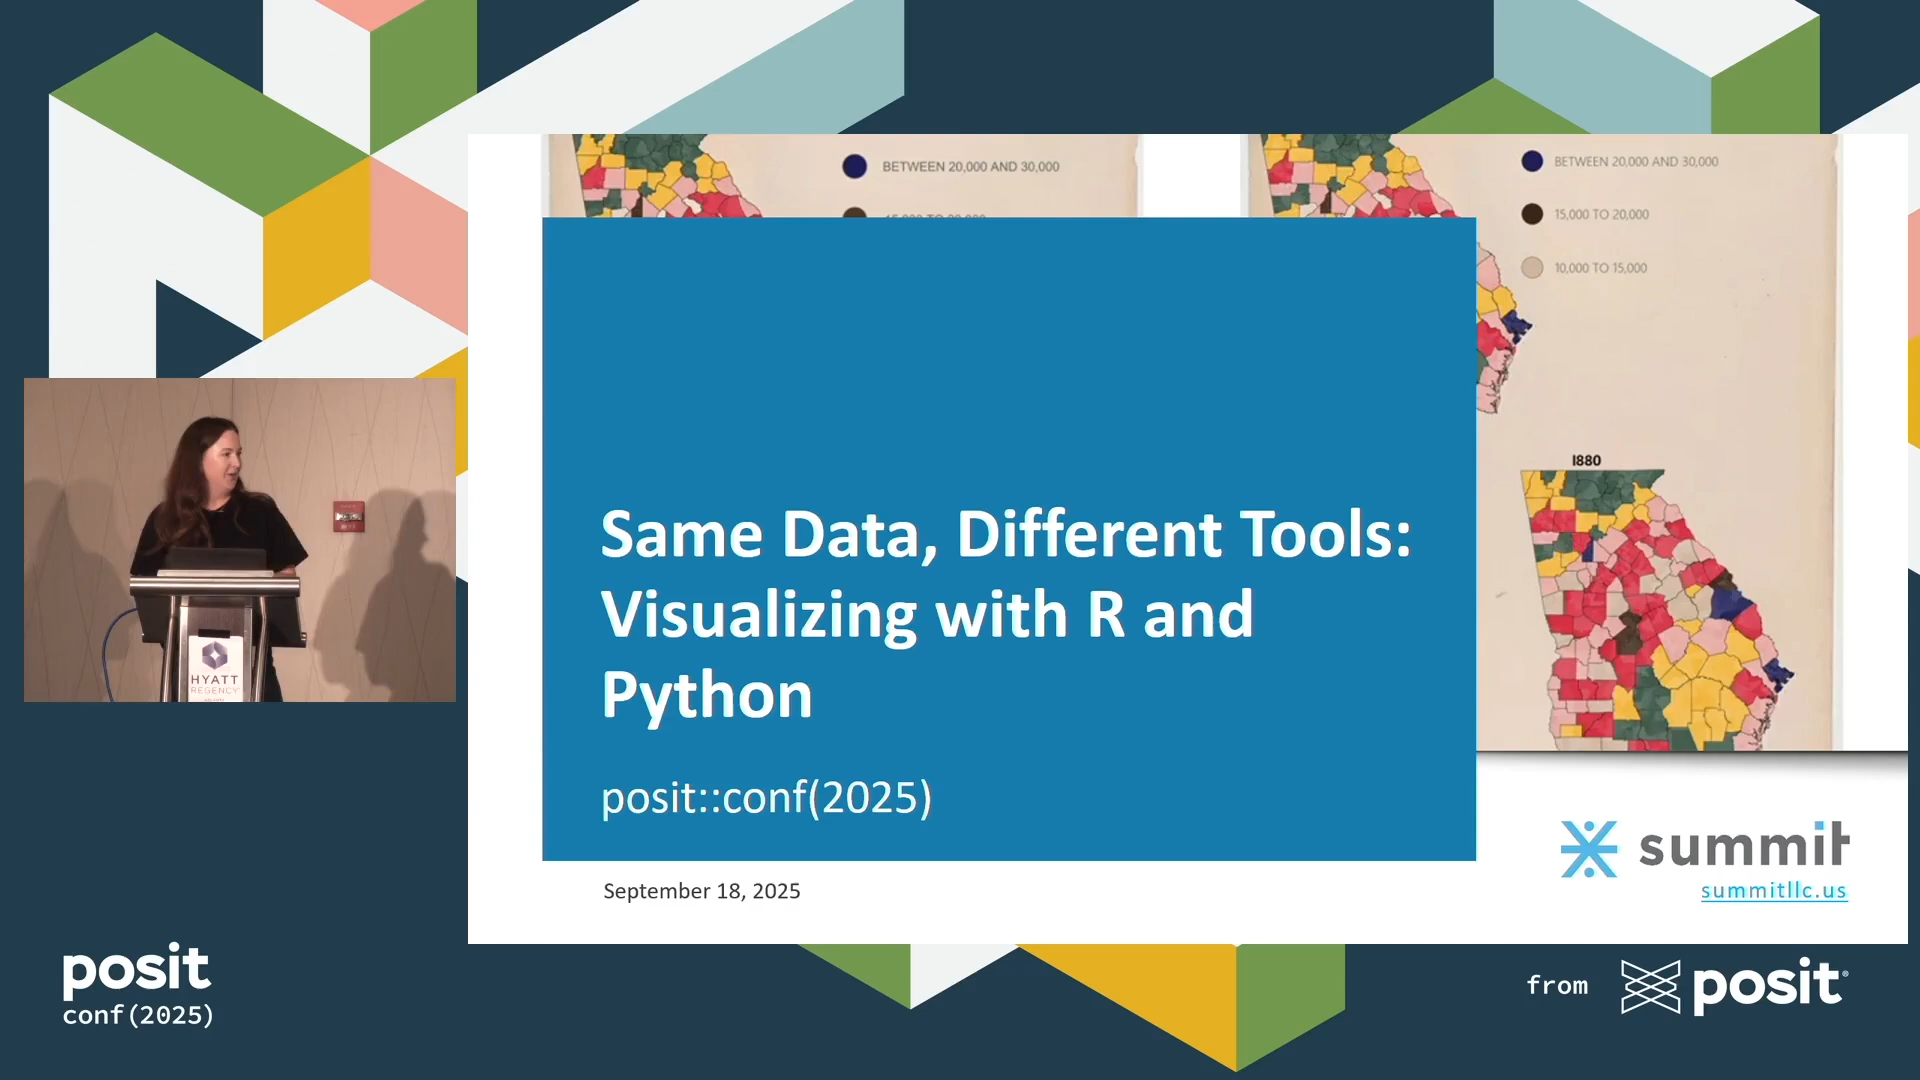 BETWEEN 20,000 AND 30,000
BETWEEN 20,000 AND 30,000
15,000 TO 20,000
10,000 TO 15,000
1880
Same Data, Different Tools:
Visualizing with R and
Python
posit::conf(2025)
September 18, 2025
summit
summitllc.us
HYATT
REGENCY
posit
conf(2025)
from
posit